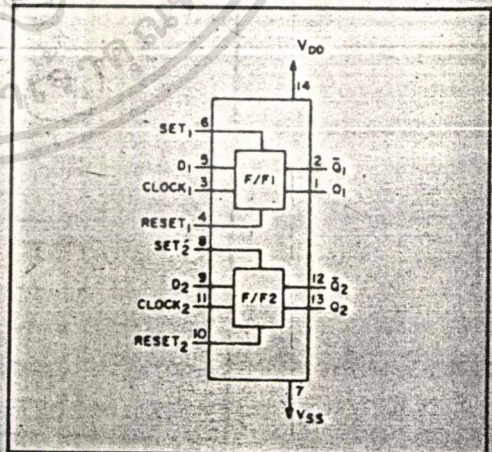 VDD
14
6
SET1
D1 5 2 Q̄1
CLOCK1 3 F/F1 1 Q1
RESET1 4
SET2 8
D2 9 12 Q̄2
CLOCK2 11 F/F2 13 Q2
RESET2 10
7
VSS